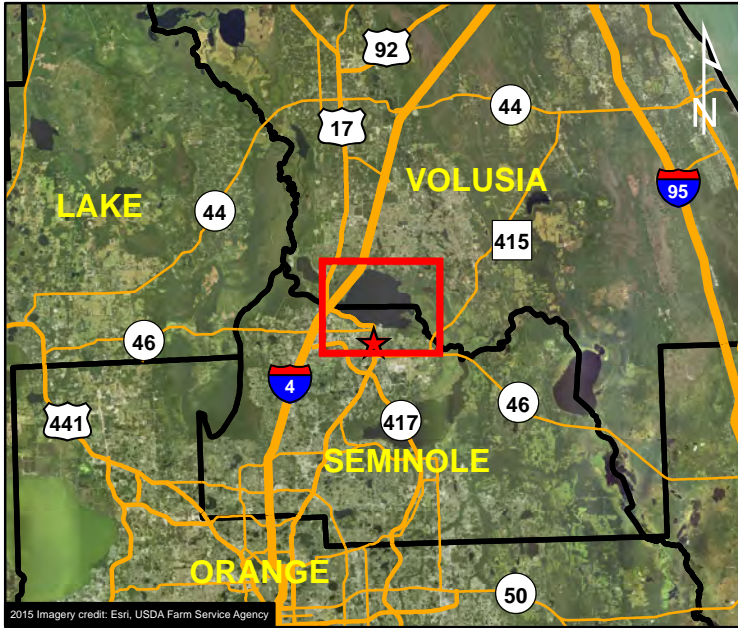 92
44
17
N
VOLUSIA
95
LAKE
44
415
46
4
46
441
417
SEMINOLE
ORANGE
50
2015 Imagery credit: Esri, USDA Farm Service Agency